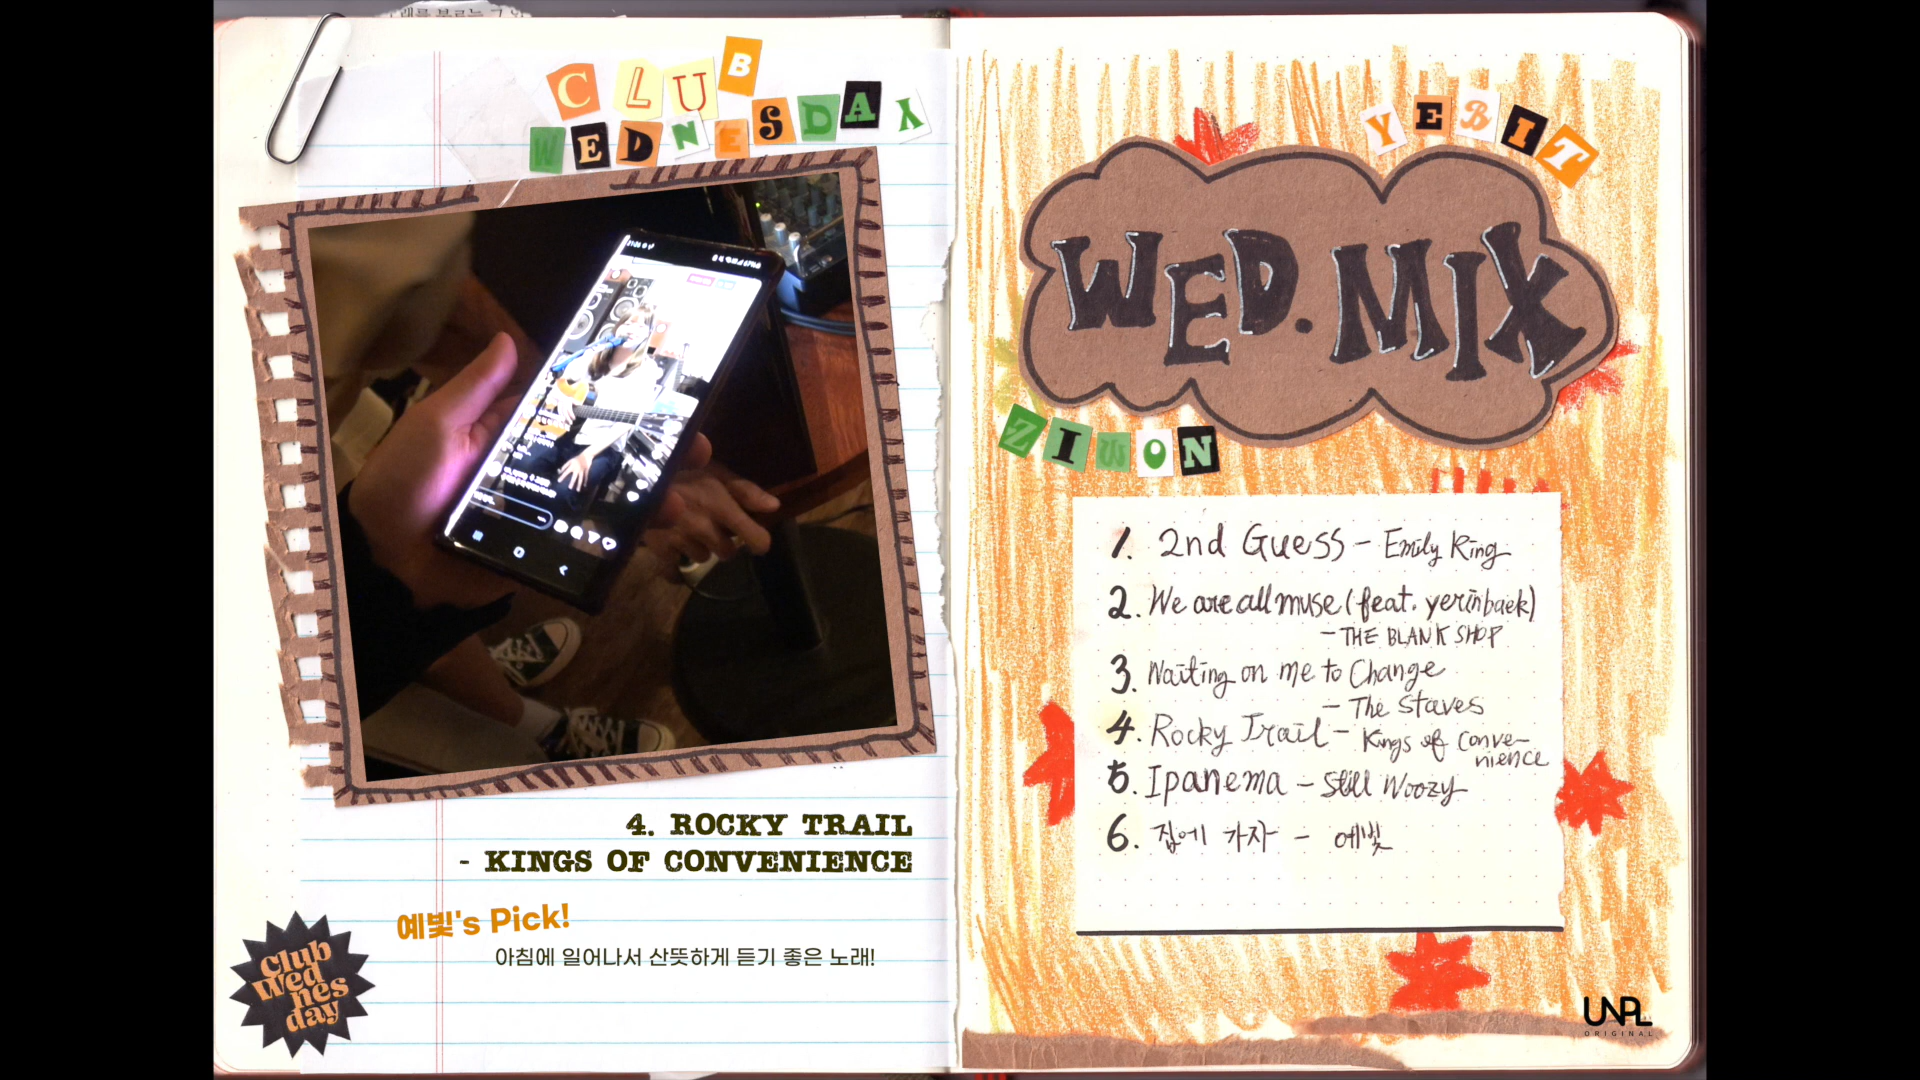 CLUB
WEDNESDAY
4. ROCKY TRAIL
- KINGS OF CONVENIENCE
예빛's Pick!
아침에 일어나서 산뜻하게 듣기 좋은 노래!
club
wed
nes
day
YEBIT
WED. MIX
ZIWON
1. 2nd Guess - Emily King
2. We are all muse (feat. yerinbaek)
- THE BLANK SHOP
3. Waiting on me to Change
- The Staves
4. Rocky Trail - Kings of Conve-
nience
5. Ipanema - Still Woozy
6. 집에 가자 - 예빛
UNPL
ORIGINAL